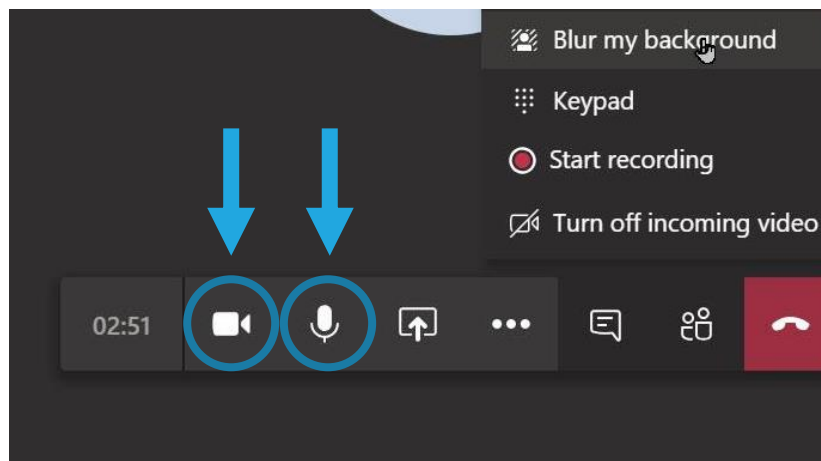 Blur my background
Keypad
Start recording
Turn off incoming video
02:51